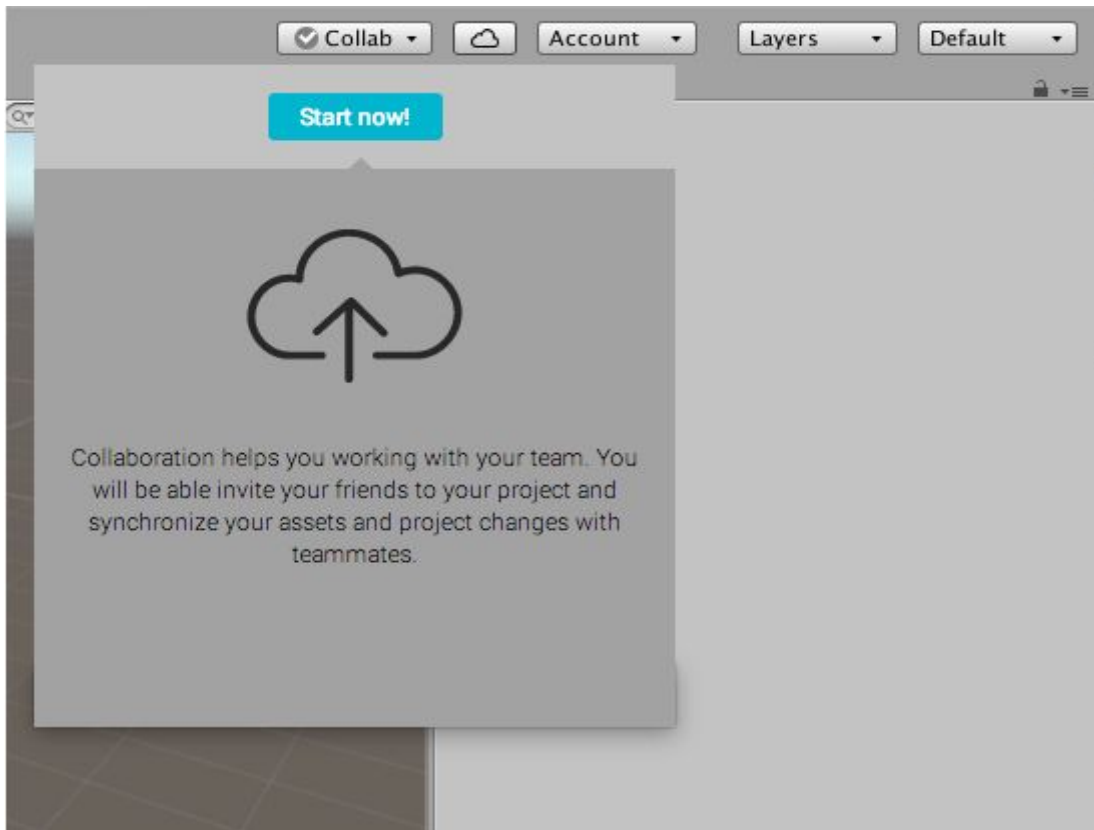 Collab Account Layers Default
Start now!
Collaboration helps you working with your team. You
will be able invite your friends to your project and
synchronize your assets and project changes with
teammates.